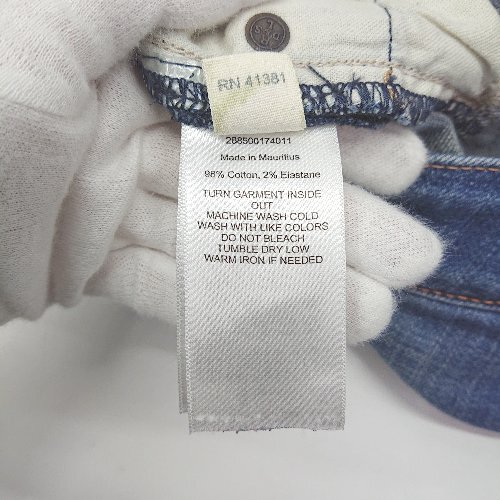 RN 41381
288500174011
Made in Mauritius
98% Cotton, 2% Elastane
TURN GARMENT INSIDE
OUT
MACHINE WASH COLD
WASH WITH LIKE COLORS
DO NOT BLEACH
TUMBLE DRY LOW
WARM IRON IF NEEDED